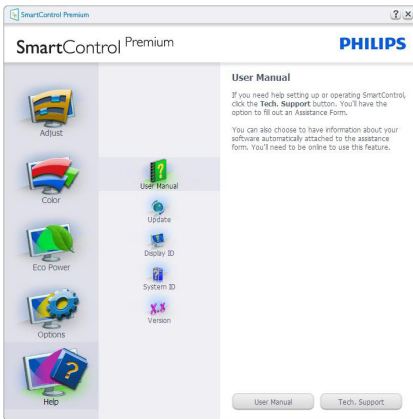 SmartControl Premium
SmartControl Premium
PHILIPS
Adjust
Color
Eco Power
Options
Help
User Manual
Update
Display ID
System ID
Version
User Manual
If you need help setting up or operating SmartControl,
click the Tech. Support button. You'll have the
option to fill out an Assistance Form.
You can also choose to have information about your
software automatically attached to the assistance
form. You'll need to be online to use this feature.
User Manual
Tech. Support